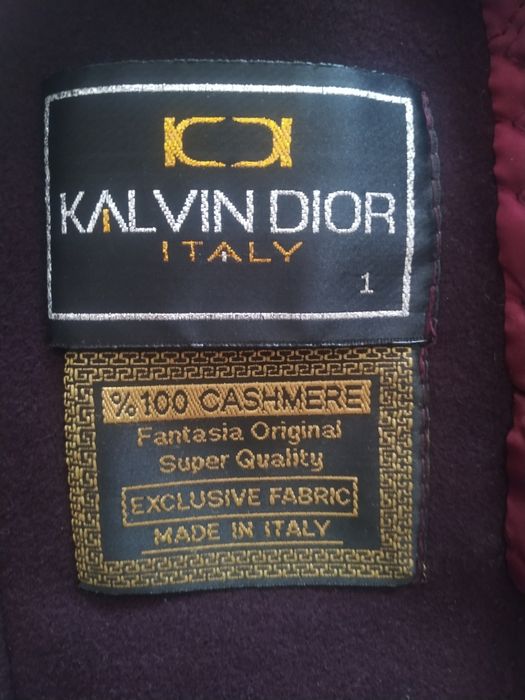 KALVIN DIOR
ITALY
1
%100 CASHMERE
Fantasia Original
Super Quality
EXCLUSIVE FABRIC
MADE IN ITALY